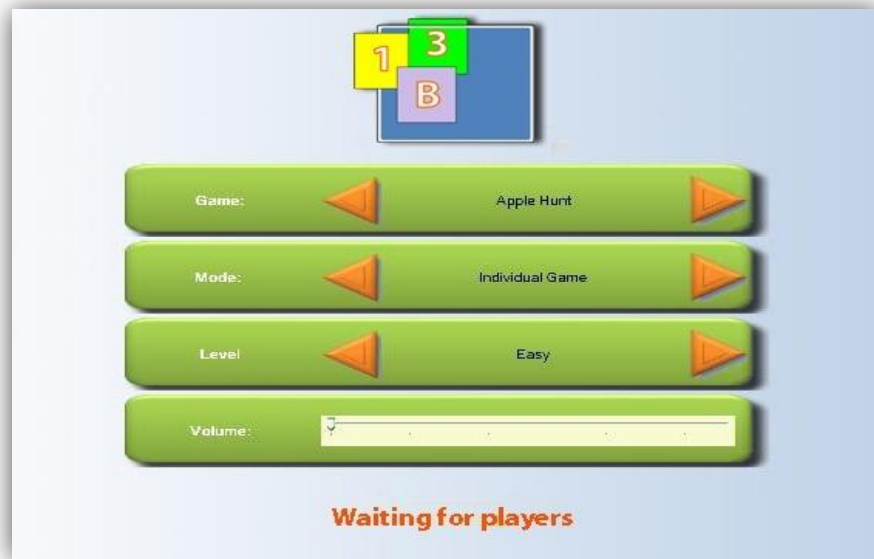 3
1
B
Game: Apple Hunt
Mode: Individual Game
Level Easy
Volume:
Waiting for players